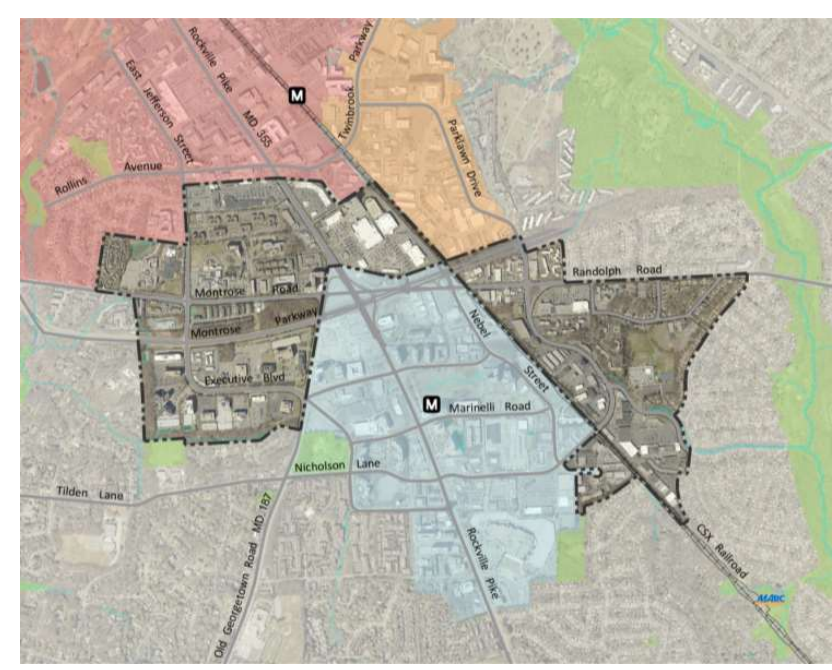 Rockville Pike MD 355
Parkway
East Jefferson Street
M
Twinbrook
Parklawn Drive
Avenue
Rollins
Randolph Road
Montrose Road
Montrose Parkway
Nebel Street
Executive Blvd
M
Marinelli Road
Nicholson Lane
Tilden Lane
Old Georgetown Road MD 187
Rockville Pike
CSX Railroad
MARC